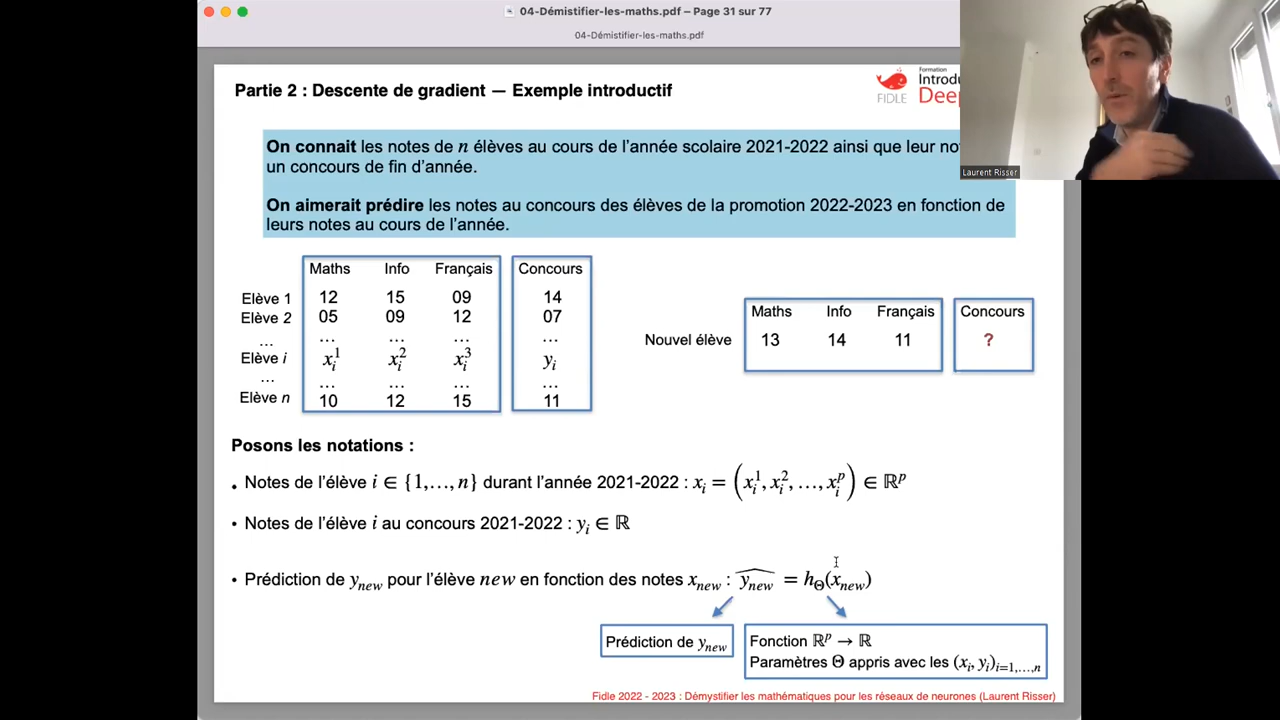 04-Démistifier-les-maths.pdf – Page 31 sur 77
04-Démistifier-les-maths.pdf
Partie 2 : Descente de gradient — Exemple introductif
Formation
FIDLE
Laurent Risser
On connait les notes de n élèves au cours de l'année scolaire 2021-2022 ainsi que leur
un concours de fin d'année.
On aimerait prédire les notes au concours des élèves de la promotion 2022-2023 en fonction de
leurs notes au cours de l'année.
Maths Info Français Concours
Elève 1 12 15 09 14
Elève 2 05 09 12 07
... ... ... ... ...
Elève i x_i^1 x_i^2 x_i^3 y_i
... ... ... ... ...
Elève n 10 12 15 11
Maths Info Français Concours
Nouvel élève 13 14 11 ?
Posons les notations :
• Notes de l'élève i ∈ {1,…,n} durant l'année 2021-2022 : x_i = (x_i^1, x_i^2, …, x_i^p) ∈ ℝ^p
• Notes de l'élève i au concours 2021-2022 : y_i ∈ ℝ
• Prédiction de y_new pour l'élève new en fonction des notes x_new : ŷ_new = h_Θ(x_new)
Prédiction de y_new
Fonction ℝ^p → ℝ
Paramètres Θ appris avec les (x_i, y_i)_{i=1,…,n}
Fidle 2022 - 2023 : Démystifier les mathématiques pour les réseaux de neurones (Laurent Risser)